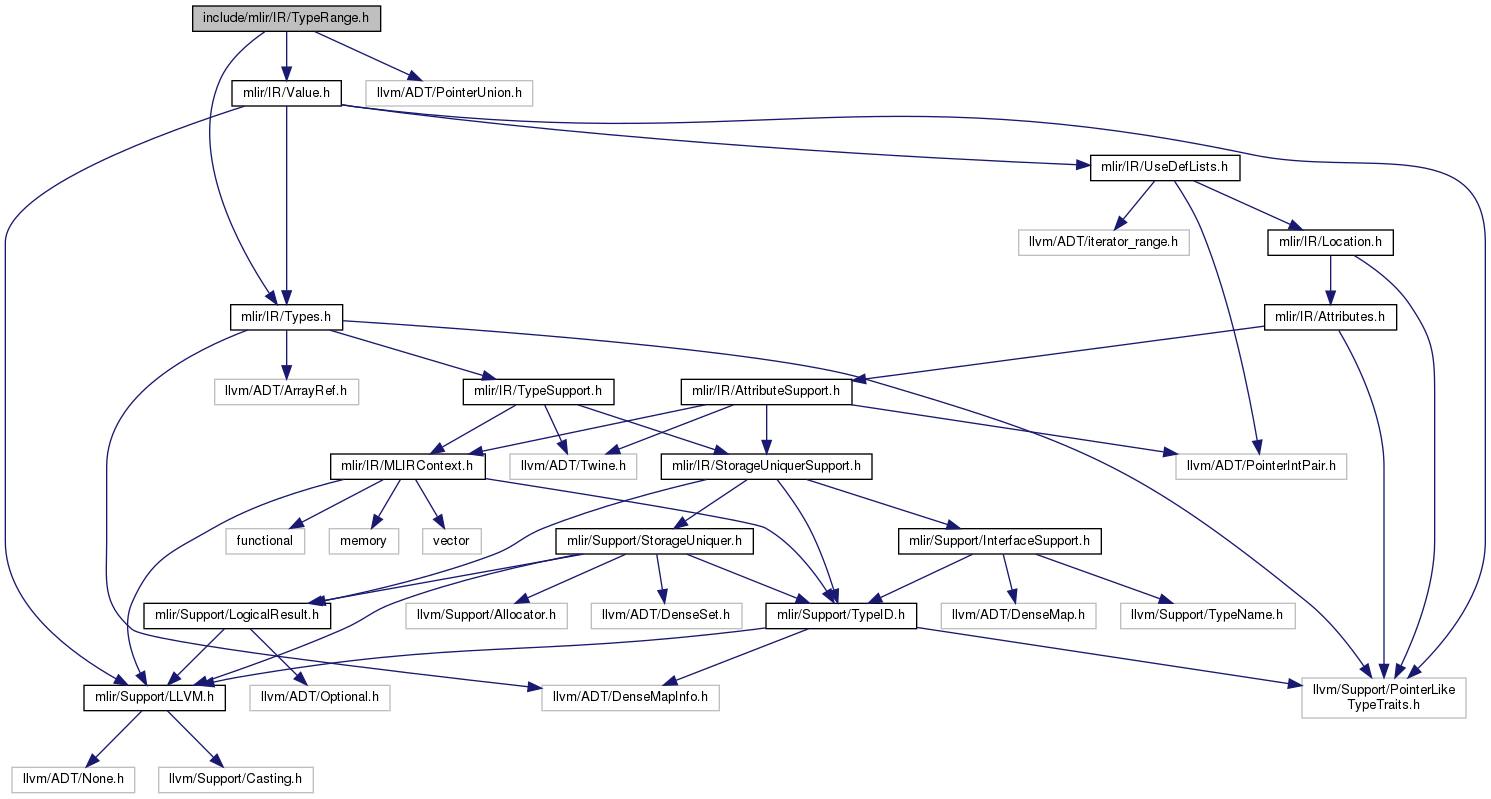 include/mlir/IR/TypeRange.h
mlir/IR/Value.h
llvm/ADT/PointerUnion.h
mlir/IR/UseDefLists.h
llvm/ADT/iterator_range.h
mlir/IR/Location.h
mlir/IR/Types.h
mlir/IR/Attributes.h
llvm/ADT/ArrayRef.h
mlir/IR/TypeSupport.h
mlir/IR/AttributeSupport.h
mlir/IR/MLIRContext.h
llvm/ADT/Twine.h
mlir/IR/StorageUniquerSupport.h
llvm/ADT/PointerIntPair.h
functional
memory
vector
mlir/Support/StorageUniquer.h
mlir/Support/InterfaceSupport.h
mlir/Support/LogicalResult.h
llvm/Support/Allocator.h
llvm/ADT/DenseSet.h
mlir/Support/TypeID.h
llvm/ADT/DenseMap.h
llvm/Support/TypeName.h
mlir/Support/LLVM.h
llvm/ADT/Optional.h
llvm/ADT/DenseMapInfo.h
llvm/Support/PointerLike
TypeTraits.h
llvm/ADT/None.h
llvm/Support/Casting.h